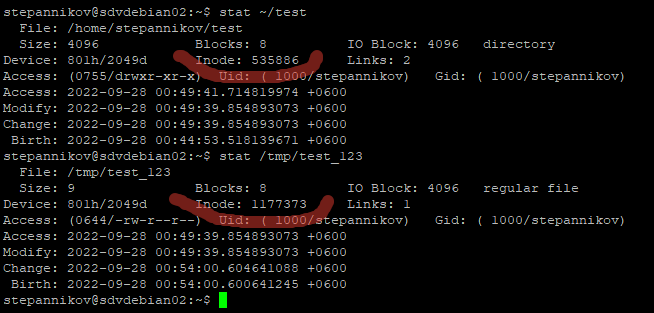 stepannikov@sdvdebian02:~$ stat ~/test
File: /home/stepannikov/test
Size: 4096 Blocks: 8 IO Block: 4096 directory
Device: 801h/2049d Inode: 535886 Links: 2
Access: (0755/drwxr-xr-x) Uid: ( 1000/stepannikov) Gid: ( 1000/stepannikov)
Access: 2022-09-28 00:49:41.714819974 +0600
Modify: 2022-09-28 00:49:39.854893073 +0600
Change: 2022-09-28 00:49:39.854893073 +0600
Birth: 2022-09-28 00:44:53.518139671 +0600
stepannikov@sdvdebian02:~$ stat /tmp/test_123
File: /tmp/test_123
Size: 9 Blocks: 8 IO Block: 4096 regular file
Device: 801h/2049d Inode: 1177373 Links: 1
Access: (0644/-rw-r--r--) Uid: ( 1000/stepannikov) Gid: ( 1000/stepannikov)
Access: 2022-09-28 00:49:39.854893073 +0600
Modify: 2022-09-28 00:49:39.854893073 +0600
Change: 2022-09-28 00:54:00.604641088 +0600
Birth: 2022-09-28 00:54:00.600641245 +0600
stepannikov@sdvdebian02:~$